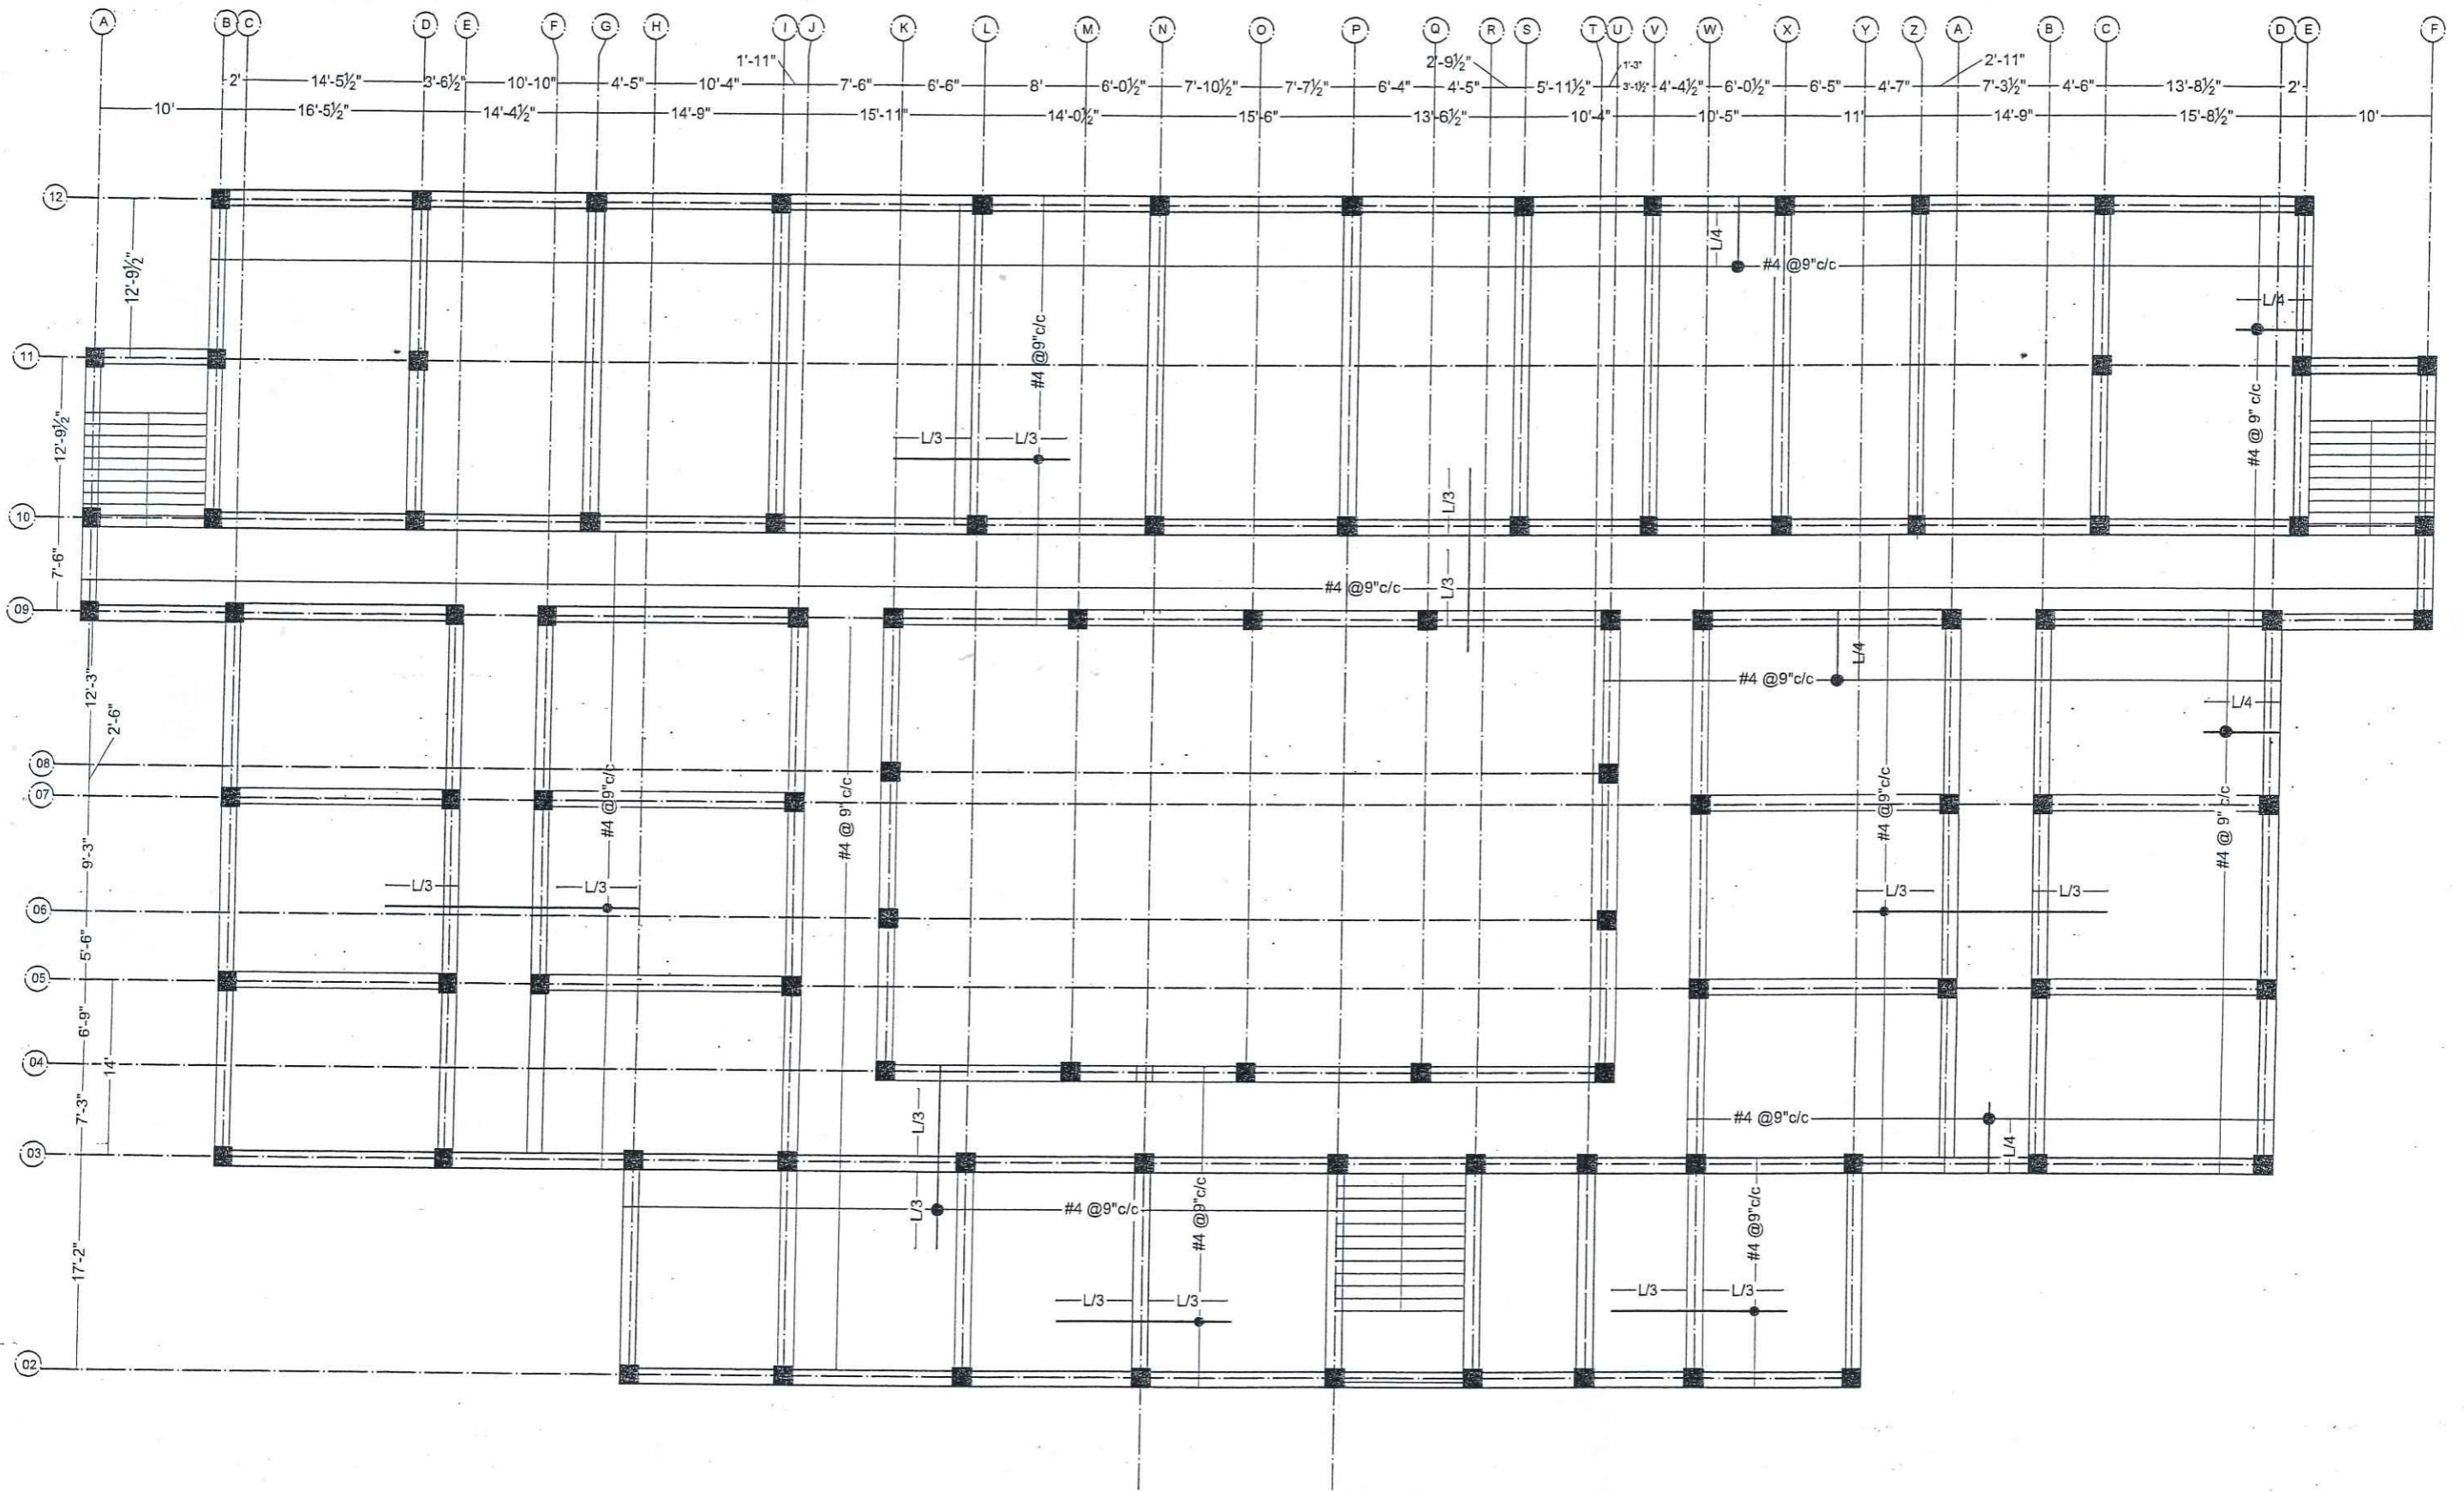 A B C D E F G H I J K L M N O P Q R S T U V W X Y Z A B C D E F
1'-11" 2'-9½" 1'-3" 2'-11"
2' 14'-5½" 3'-6½" 10'-10" 4'-5" 10'-4" 7'-6" 6'-6" 8' 6'-0½" 7'-10½" 7'-7½" 6'-4" 4'-5" 5'-11½" 3'-1½" 4'-4½" 6'-0½" 6'-5" 4'-7" 7'-3½" 4'-6" 13'-8½" 2'
10' 16'-5½" 14'-4½" 14'-9" 15'-11" 14'-0½" 15'-6" 13'-6½" 10'-4" 10'-5" 11' 14'-9" 15'-8½" 10'
12
12'-9½"
L/4
#4 @9"c/c
L/4
11
#4 @9"c/c
12'-9½"
#4 @ 9" c/c
L/3 L/3
L/3
10
7'-6"
#4 @9"c/c
L/3
09
12'-3"
L/4
#4 @9"c/c
L/4
2'-6"
08
07
#4 @9"c/c
#4 @ 9" c/c
#4 @9"c/c
#4 @ 9" c/c
9'-3"
L/3 L/3
L/3 L/3
06
5'-6"
05
6'-9"
04
14'
7'-3"
L/3
#4 @9"c/c
L/4
03
L/3
#4 @9"c/c
#4 @9"c/c
#4 @9"c/c
17'-2"
L/3 L/3
L/3 L/3
02